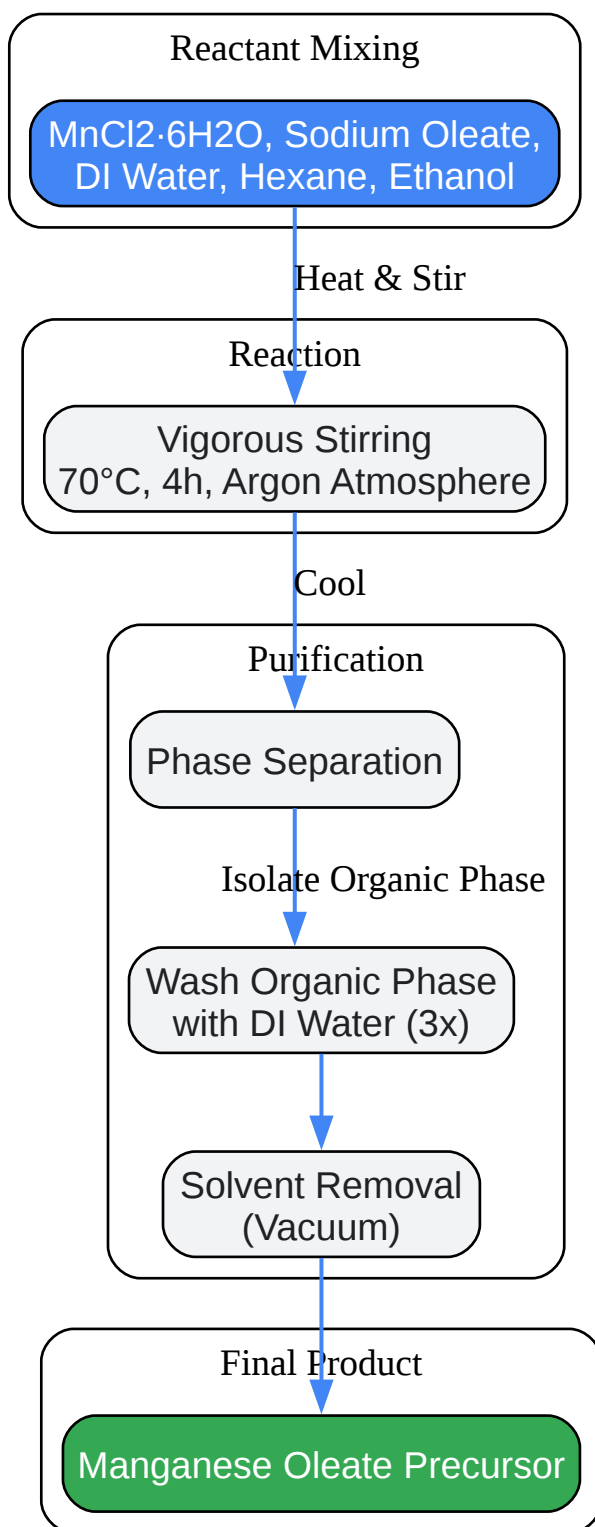 Reactant Mixing
MnCl2·6H2O, Sodium Oleate,
DI Water, Hexane, Ethanol
Heat & Stir
Reaction
Vigorous Stirring
70°C, 4h, Argon Atmosphere
Cool
Purification
Phase Separation
Isolate Organic Phase
Wash Organic Phase
with DI Water (3x)
Solvent Removal
(Vacuum)
Final Product
Manganese Oleate Precursor